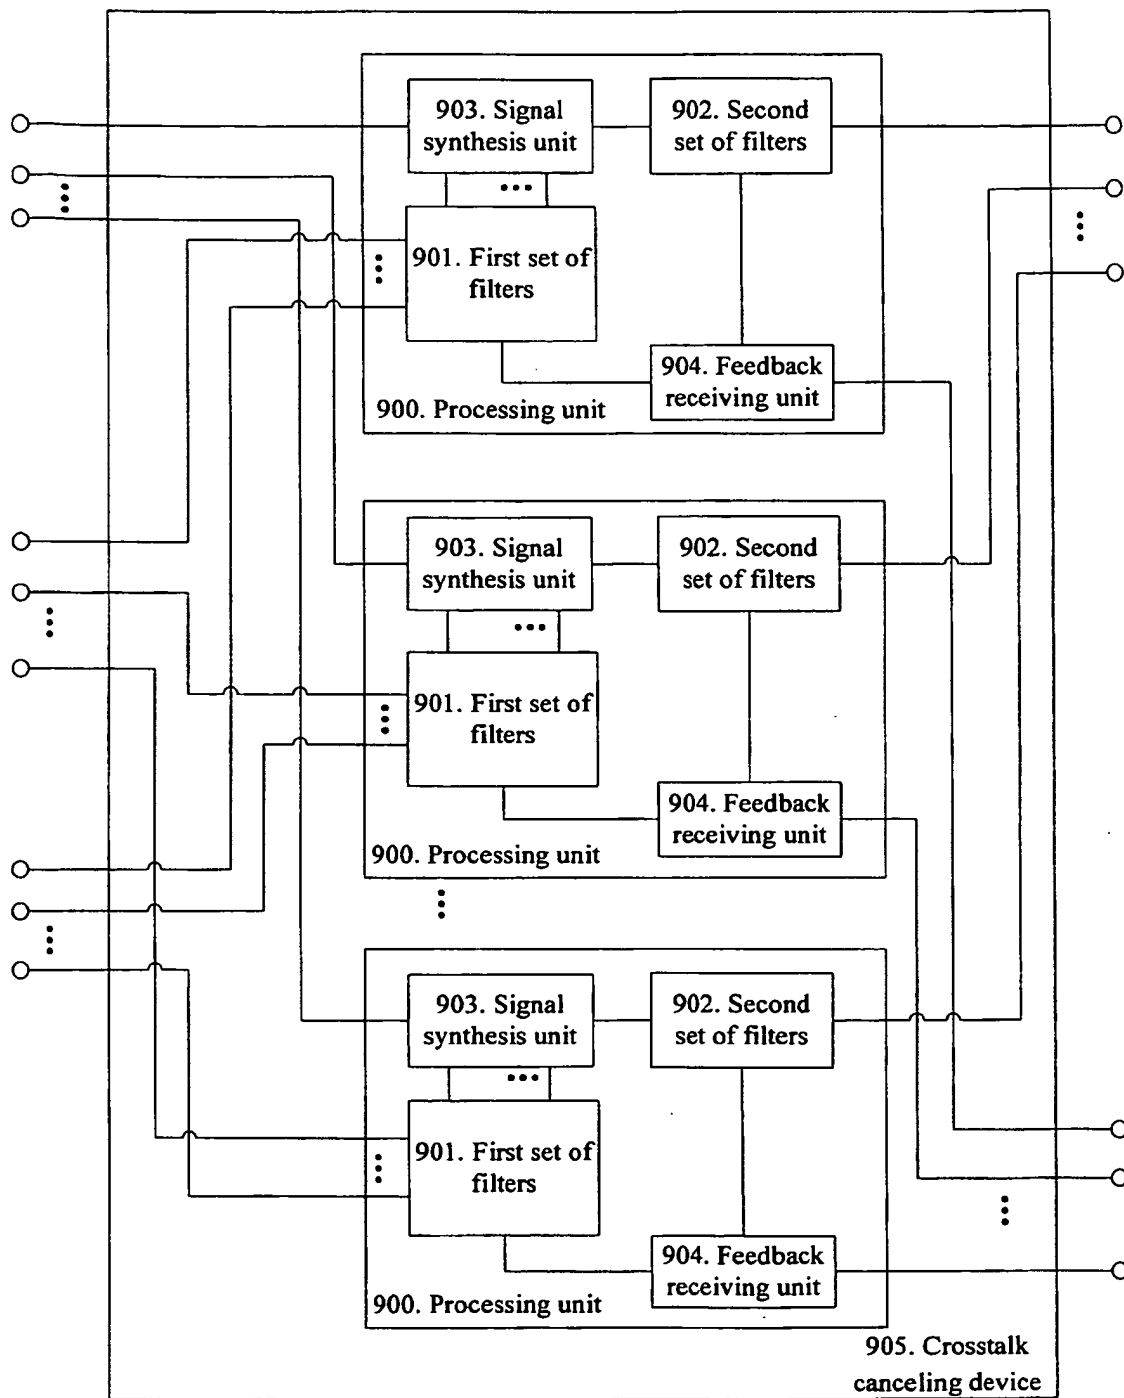 903. Signal
synthesis unit
902. Second
set of filters
901. First set of
filters
904. Feedback
receiving unit
900. Processing unit
903. Signal
synthesis unit
902. Second
set of filters
901. First set of
filters
904. Feedback
receiving unit
900. Processing unit
903. Signal
synthesis unit
902. Second
set of filters
901. First set of
filters
904. Feedback
receiving unit
900. Processing unit
905. Crosstalk
canceling device